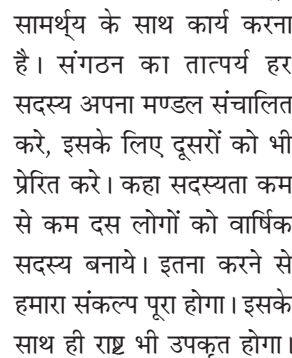 सामर्थ्य के साथ कार्य करना
है। संगठन का तात्पर्य हर
सदस्य अपना मण्डल संचालित
करे, इसके लिए दूसरों को भी
प्रेरित करे। कहा सदस्यता कम
से कम दस लोगों को वार्षिक
सदस्य बनाये। इतना करने से
हमारा संकल्प पूरा होगा। इसके
साथ ही राष्ट्र भी उपकृत होगा।